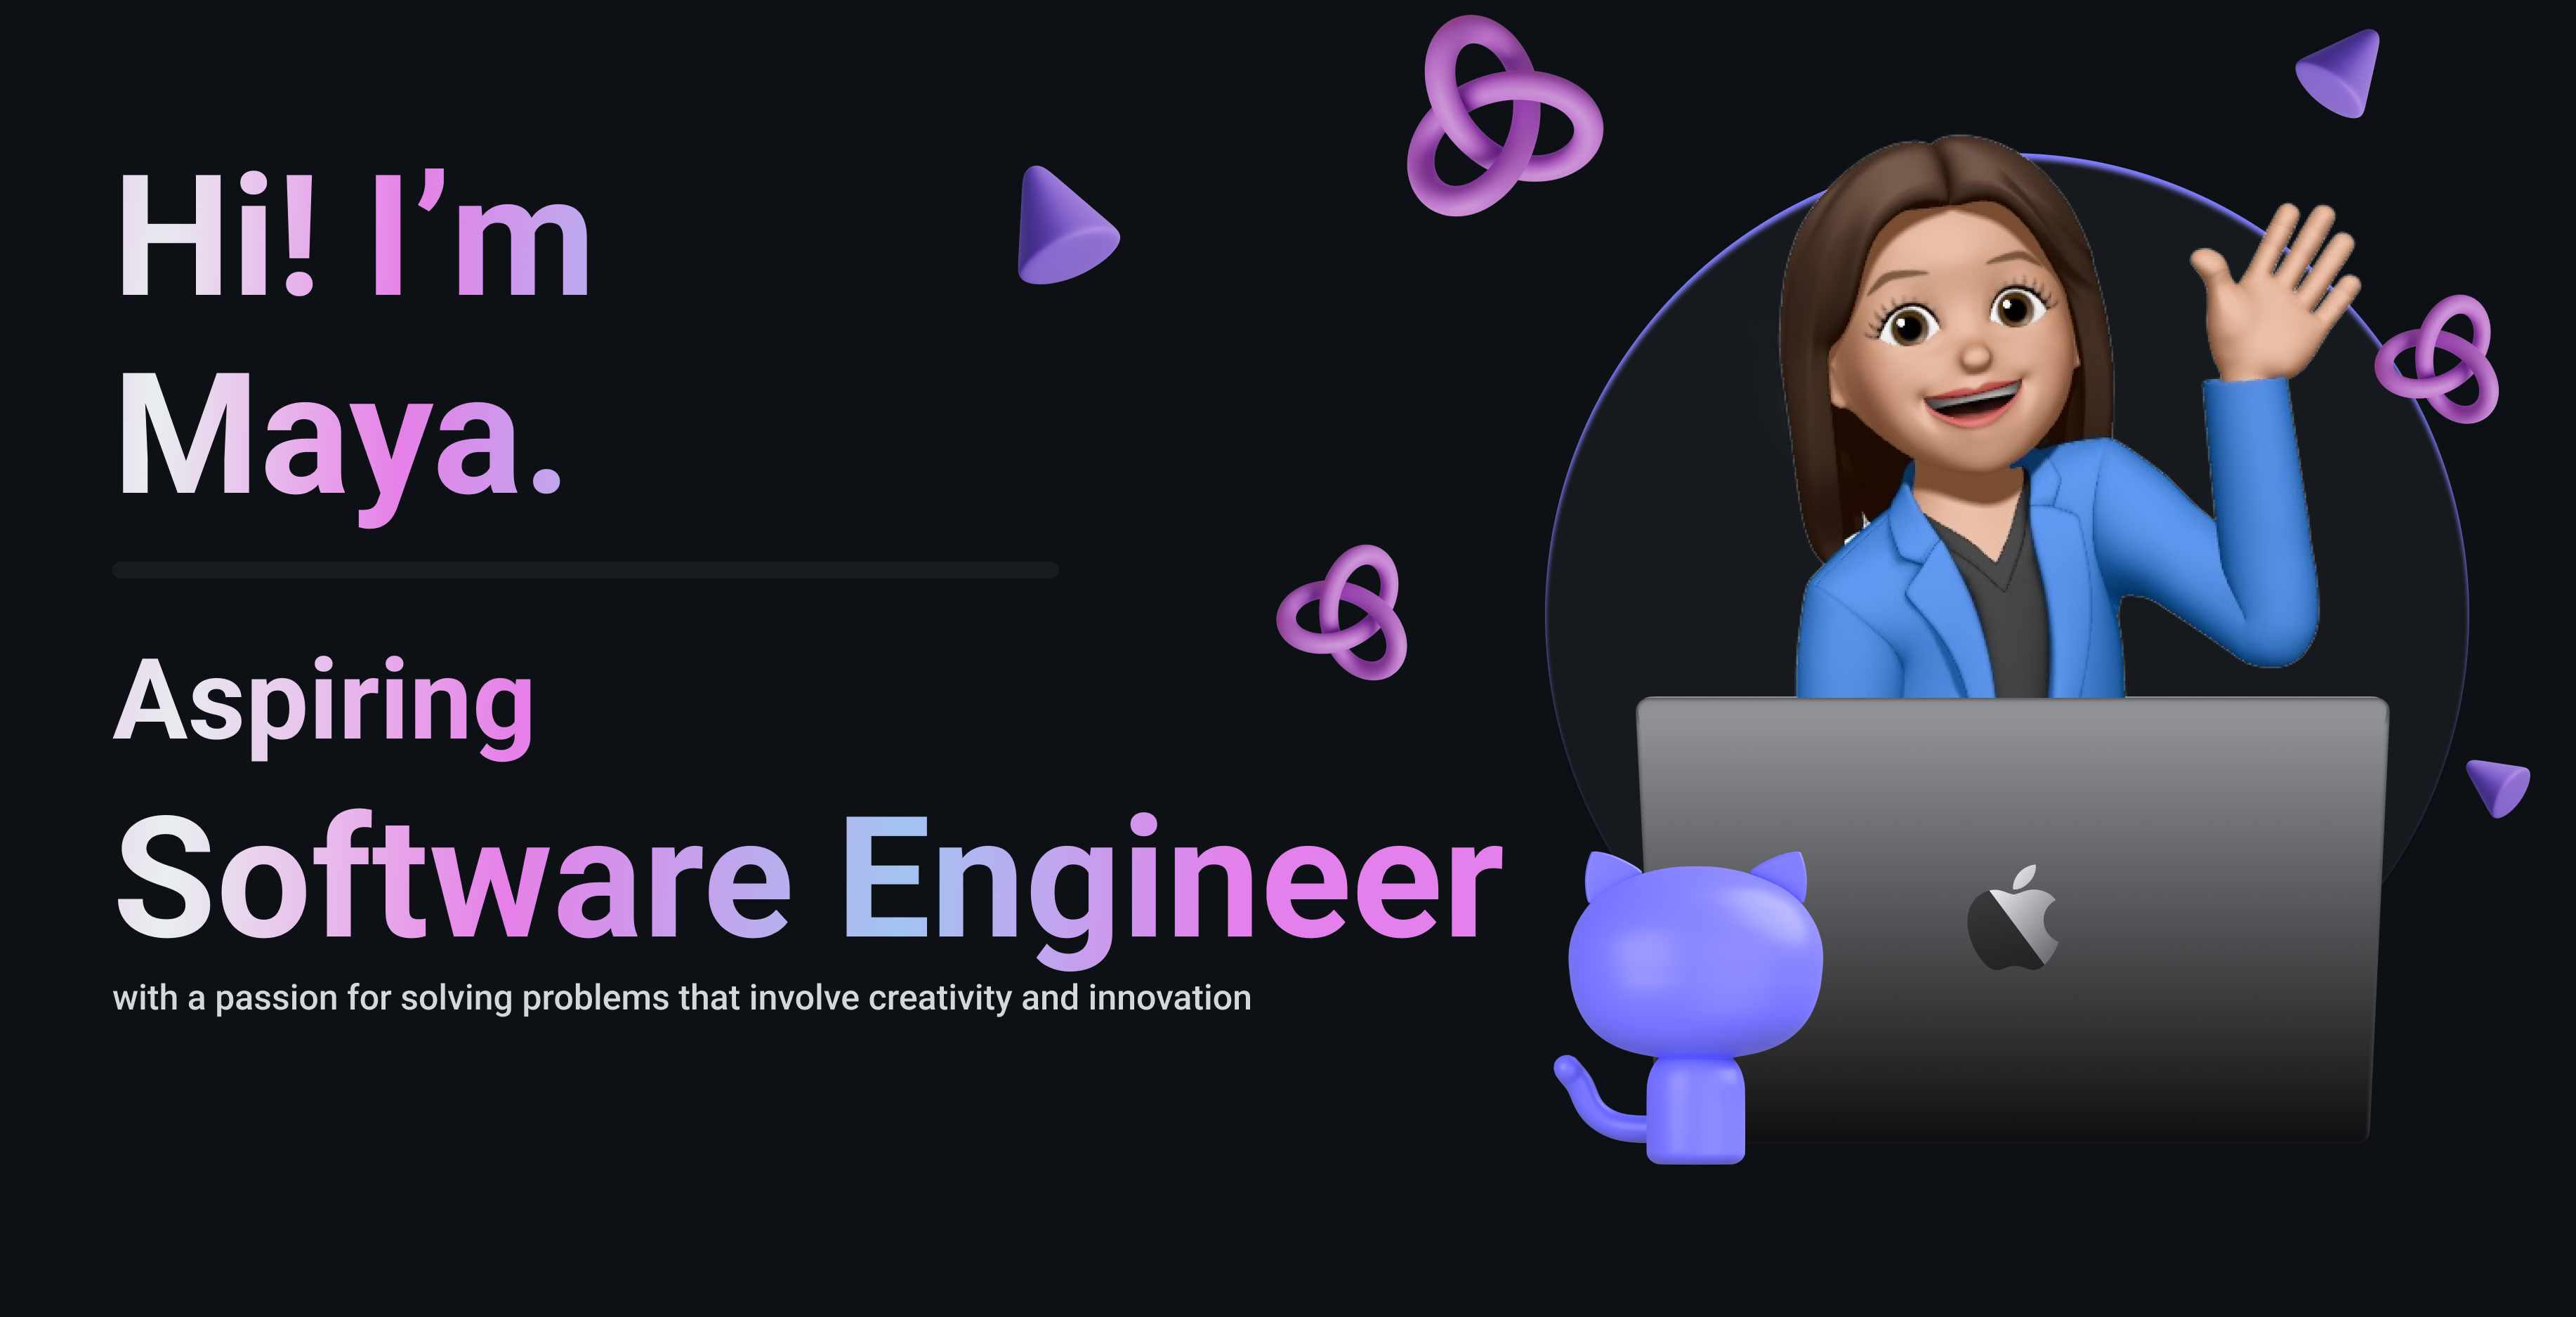 Hi! I’m
Maya.
Aspiring
Software Engineer
with a passion for solving problems that involve creativity and innovation